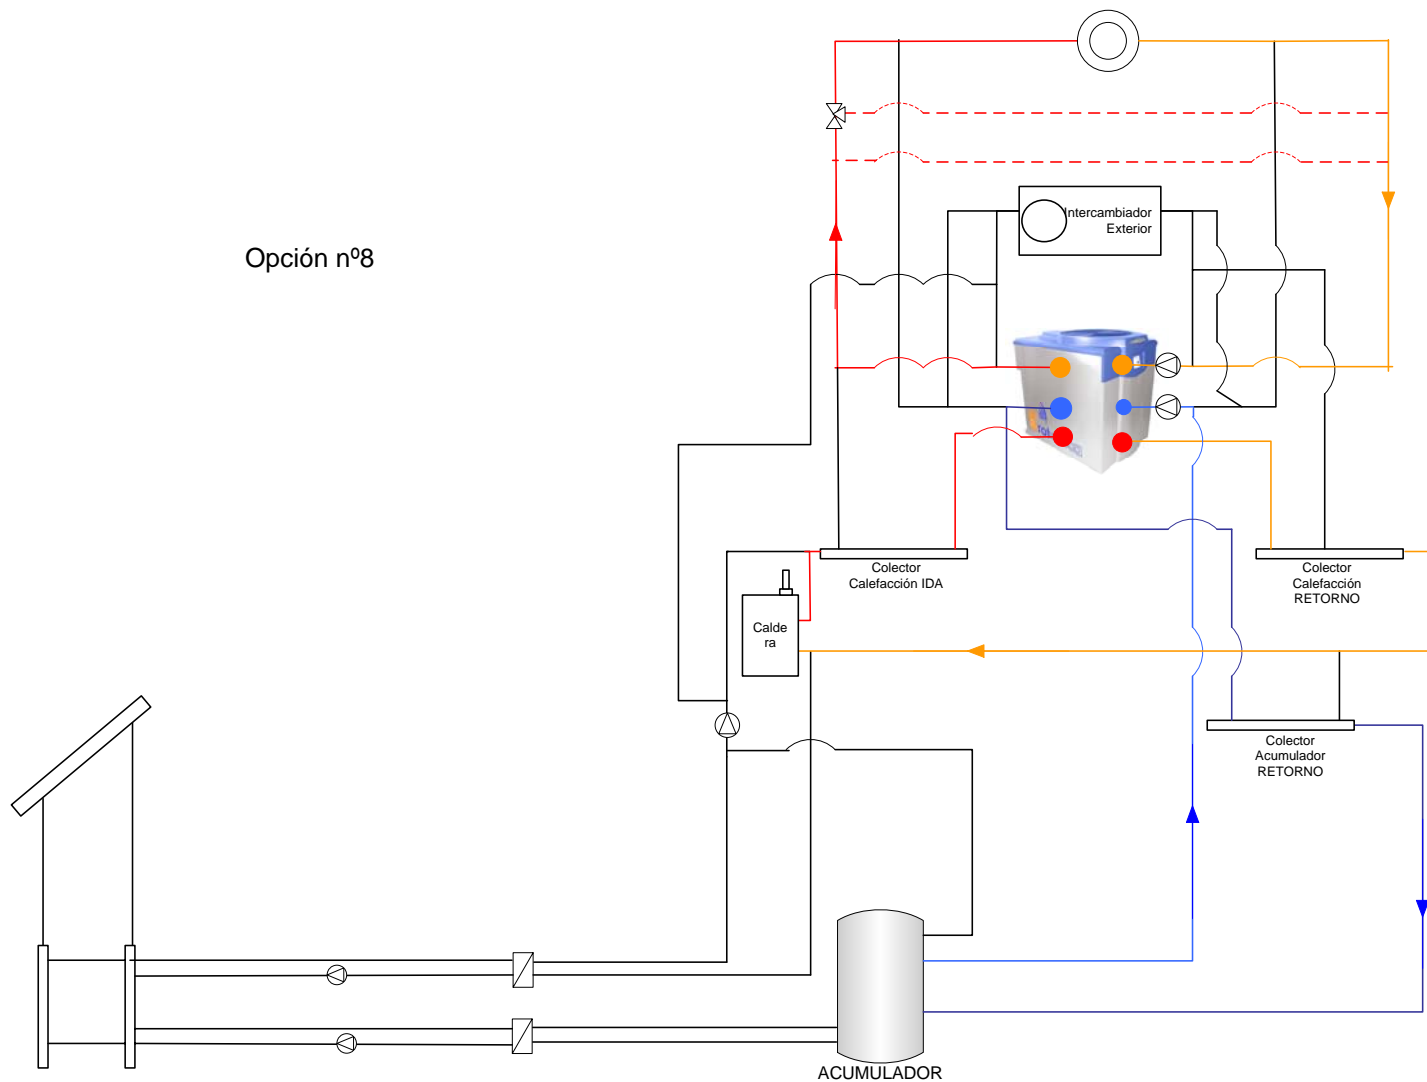 Intercambiador
Exterior
Opción nº8
Colector
Calefacción IDA
Colector
Calefacción
RETORNO
Calde
ra
Colector
Acumulador
RETORNO
ACUMULADOR